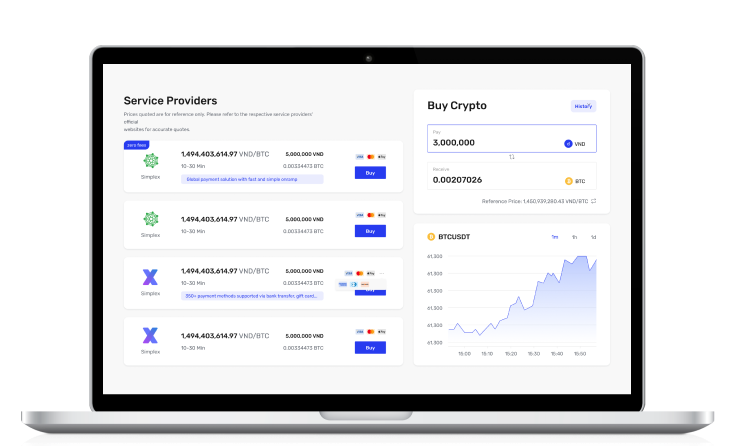 Service Providers
Prices quoted are for reference only. Please refer to the respective service providers'
official
websites for accurate quotes.
zero fees
Simplex
1,494,403,614.97 VND/BTC
10-30 Min
Global payment salution with fast and simple onramp
5.000,000 VND
0.00334473 BTC
VISA
Pay
Buy
Simplex
1,494,403,614.97 VND/BTC
10-30 Min
5.000,000 VND
0.00334473 BTC
VISA
Pay
Buy
Simplex
1,494,403,614.97 VND/BTC
10-30 Min
350+ payment methods supported via bank transfer, gift card...
5.000,000 VND
0.00334473 BTC
VISA
Pay
...
Buy
Simplex
1,494,403,614.97 VND/BTC
10-30 Min
5.000,000 VND
0.00334473 BTC
VISA
Pay
Buy
Buy Crypto
History
Pay
3,000,000
VND
Receive
0.00207026
BTC
Reference Price: 1,450,939,280.43 VND/BTC
BTCUSDT
1m 1h 1d
61,300
61,300
61,300
61,300
61,300
61,300
15:00 15:10 15:20 15:30 15:40 15:50